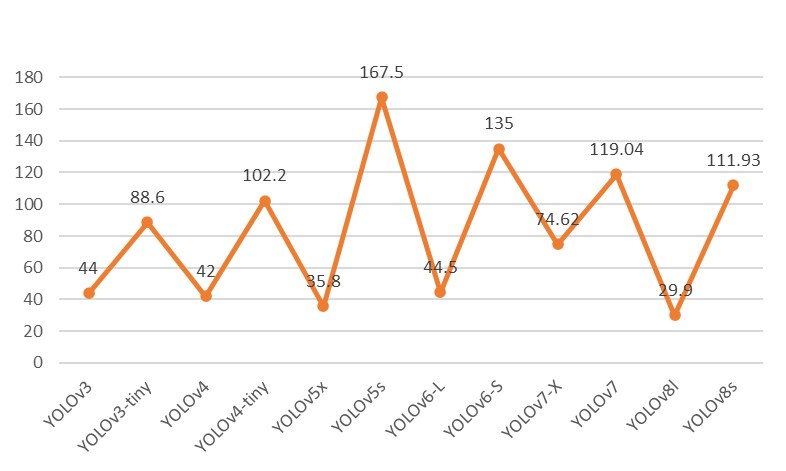 167.5
180
160
135
140
119.04
111.93
120
102.2
88.6
100
74.62
80
60
44
42
35.8
44.5
29.9
40
20
0
YOLOv3
YOLOv3-tiny
YOLOv4
YOLOv4-tiny
YOLOv5x
YOLOv5s
YOLOv6-L
YOLOv6-S
YOLOv7-X
YOLOv7
YOLOv8l
YOLOv8s